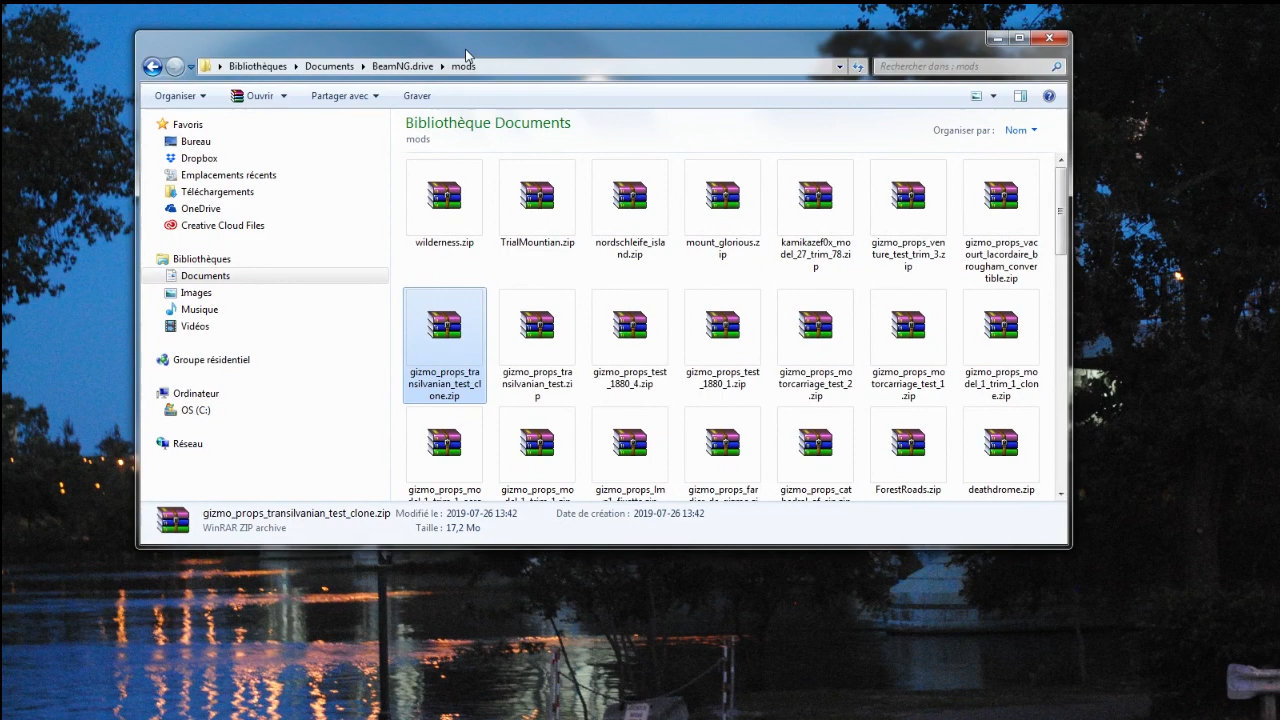 Bibliothèques Documents BeamNG.drive mods
Rechercher dans : mods
Organiser Ouvrir Partager avec Graver
Favoris
Bureau
Dropbox
Emplacements récents
Téléchargements
OneDrive
Creative Cloud Files
Bibliothèques
Documents
Images
Musique
Vidéos
Groupe résidentiel
Ordinateur
OS (C:)
Réseau
Bibliothèque Documents
mods
Organiser par : Nom
wilderness.zip
TrialMountian.zip
nordschleife_isla
nd.zip
mount_glorious.z
ip
kamikazef0x_mo
del_27_trim_78.zi
p
gizmo_props_ven
ture_test_trim_3.z
ip
gizmo_props_vac
ourt_lacordaire_b
rougham_conver
tible.zip
gizmo_props_tra
nsilvanian_test_cl
one.zip
gizmo_props_tra
nsilvanian_test.zi
p
gizmo_props_test
_1880_4.zip
gizmo_props_test
_1880_1.zip
gizmo_props_mo
torcarriage_test_2
.zip
gizmo_props_mo
torcarriage_test_1
.zip
gizmo_props_mo
del_1_trim_1_clon
e.zip
gizmo_props_mo
gizmo_props_mo
gizmo_props_lm
gizmo_props_far
gizmo_props_cat
ForestRoads.zip
deathdrome.zip
gizmo_props_transilvanian_test_clone.zip Modifié le : 2019-07-26 13:42 Date de création : 2019-07-26 13:42
WinRAR ZIP archive Taille : 17,2 Mo